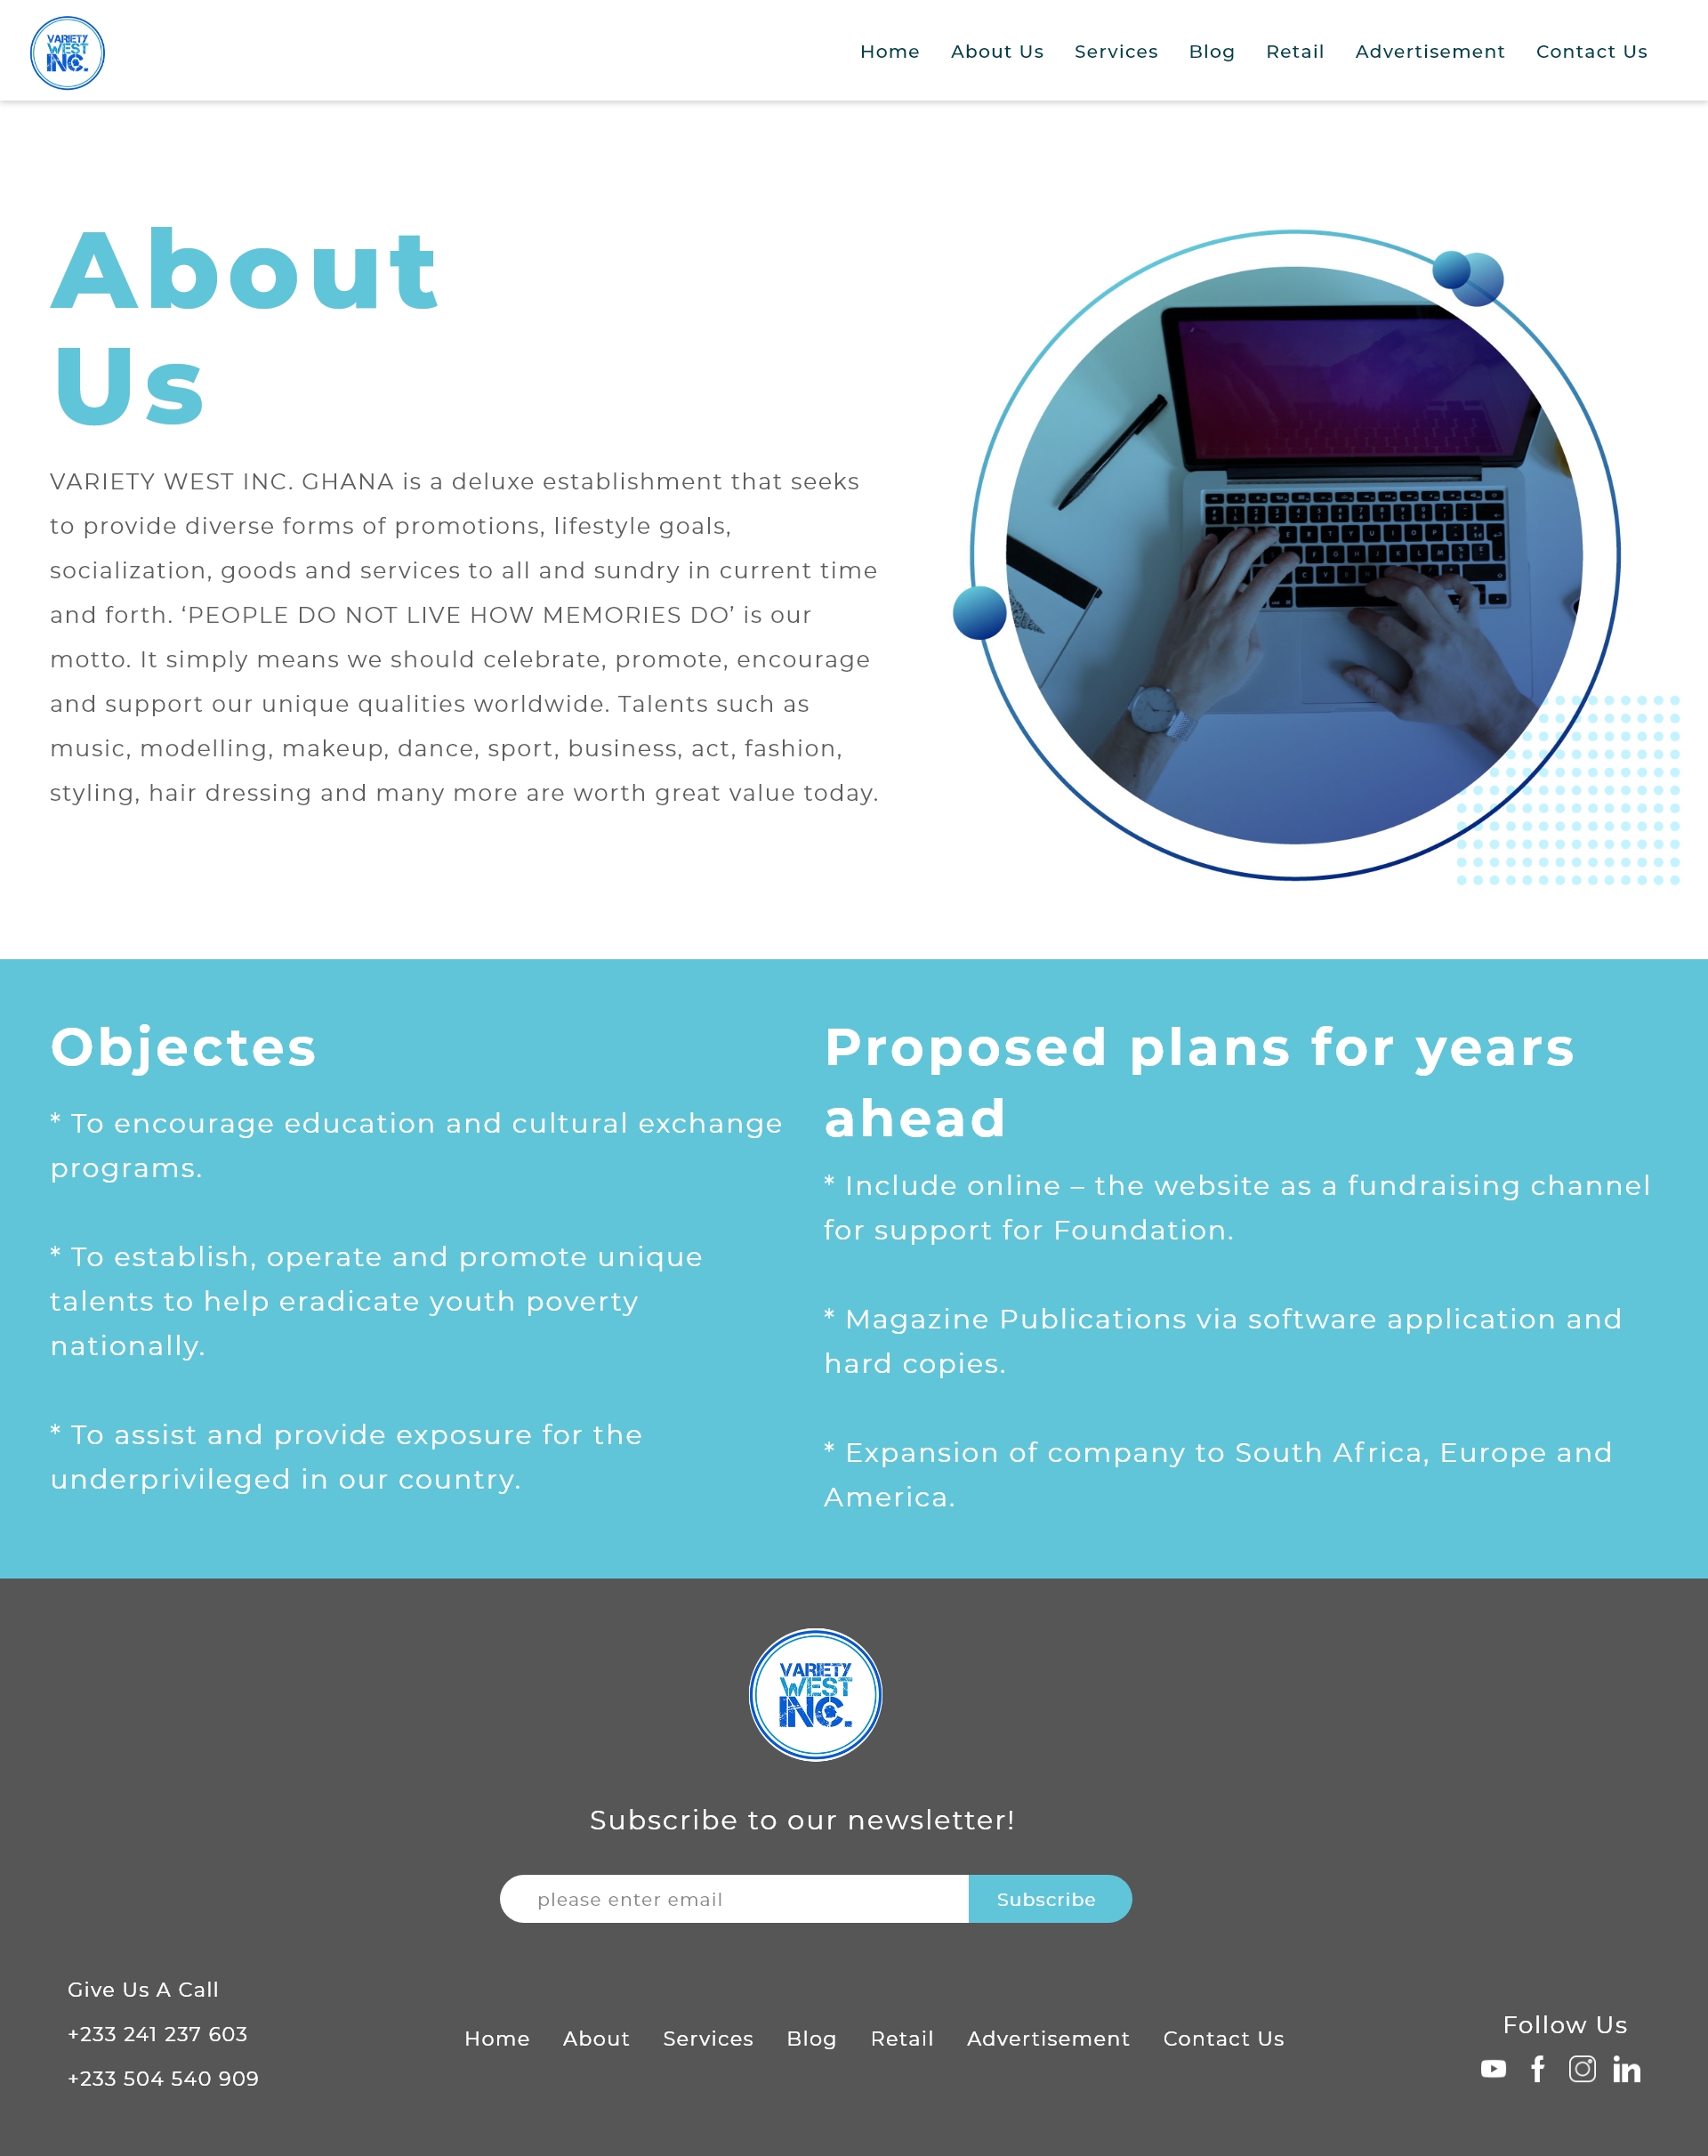 VARIETY
WEST
INC.
Home About Us Services Blog Retail Advertisement Contact Us
About
Us
VARIETY WEST INC. GHANA is a deluxe establishment that seeks
to provide diverse forms of promotions, lifestyle goals,
socialization, goods and services to all and sundry in current time
and forth. ‘PEOPLE DO NOT LIVE HOW MEMORIES DO’ is our
motto. It simply means we should celebrate, promote, encourage
and support our unique qualities worldwide. Talents such as
music, modelling, makeup, dance, sport, business, act, fashion,
styling, hair dressing and many more are worth great value today.
Objectes
* To encourage education and cultural exchange
programs.
* To establish, operate and promote unique
talents to help eradicate youth poverty
nationally.
* To assist and provide exposure for the
underprivileged in our country.
Proposed plans for years
ahead
* Include online – the website as a fundraising channel
for support for Foundation.
* Magazine Publications via software application and
hard copies.
* Expansion of company to South Africa, Europe and
America.
VARIETY
WEST
INC.
Subscribe to our newsletter!
please enter email Subscribe
Give Us A Call
+233 241 237 603
+233 504 540 909
Home About Services Blog Retail Advertisement Contact Us
Follow Us